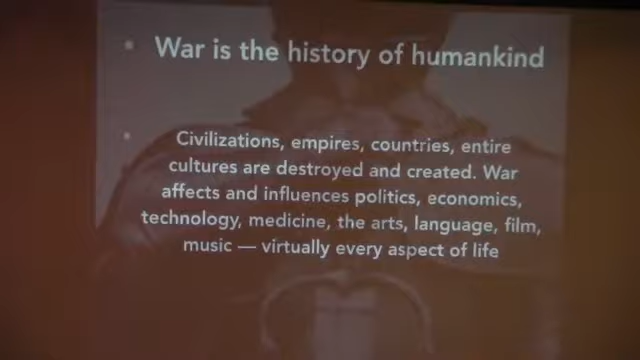 • War is the history of humankind
• Civilizations, empires, countries, entire
cultures are destroyed and created. War
affects and influences politics, economics,
technology, medicine, the arts, language, film,
music — virtually every aspect of life